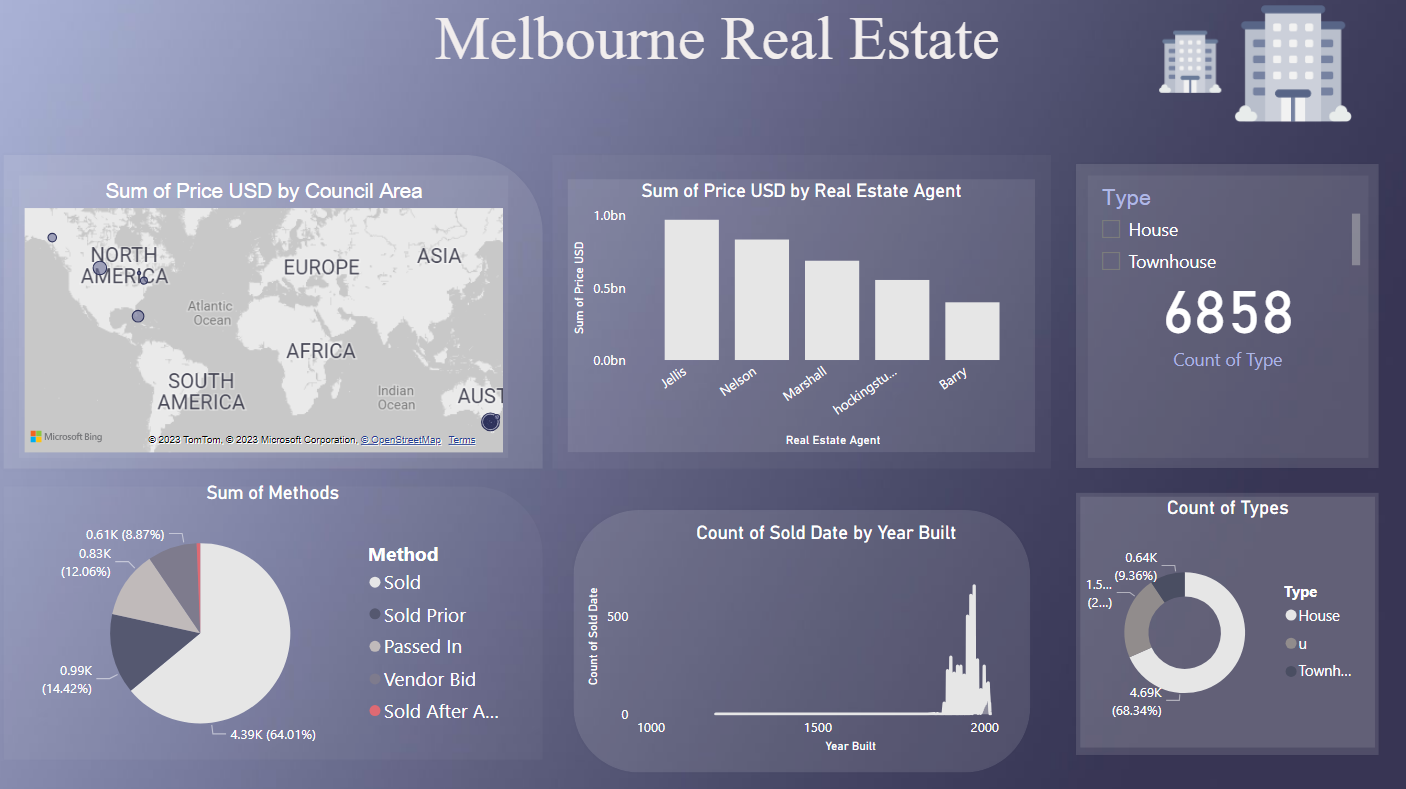 Melbourne Real Estate
Sum of Price USD by Council Area
NORTH
AMERICA
EUROPE
ASIA
Atlantic
Ocean
AFRICA
SOUTH
AMERICA
Indian
Ocean
AUST
Microsoft Bing
© 2023 TomTom, © 2023 Microsoft Corporation, © OpenStreetMap Terms
Sum of Price USD by Real Estate Agent
Sum of Price USD
1.0bn
0.5bn
0.0bn
Jellis
Nelson
Marshall
hockingstu...
Barry
Real Estate Agent
Type
House
Townhouse
6858
Count of Type
Sum of Methods
0.61K (8.87%)
0.83K
(12.06%)
0.99K
(14.42%)
4.39K (64.01%)
Method
Sold
Sold Prior
Passed In
Vendor Bid
Sold After A...
Count of Sold Date by Year Built
Count of Sold Date
500
0
1000
1500
2000
Year Built
Count of Types
0.64K
(9.36%)
1.5...
(2...)
4.69K
(68.34%)
Type
House
u
Townh...